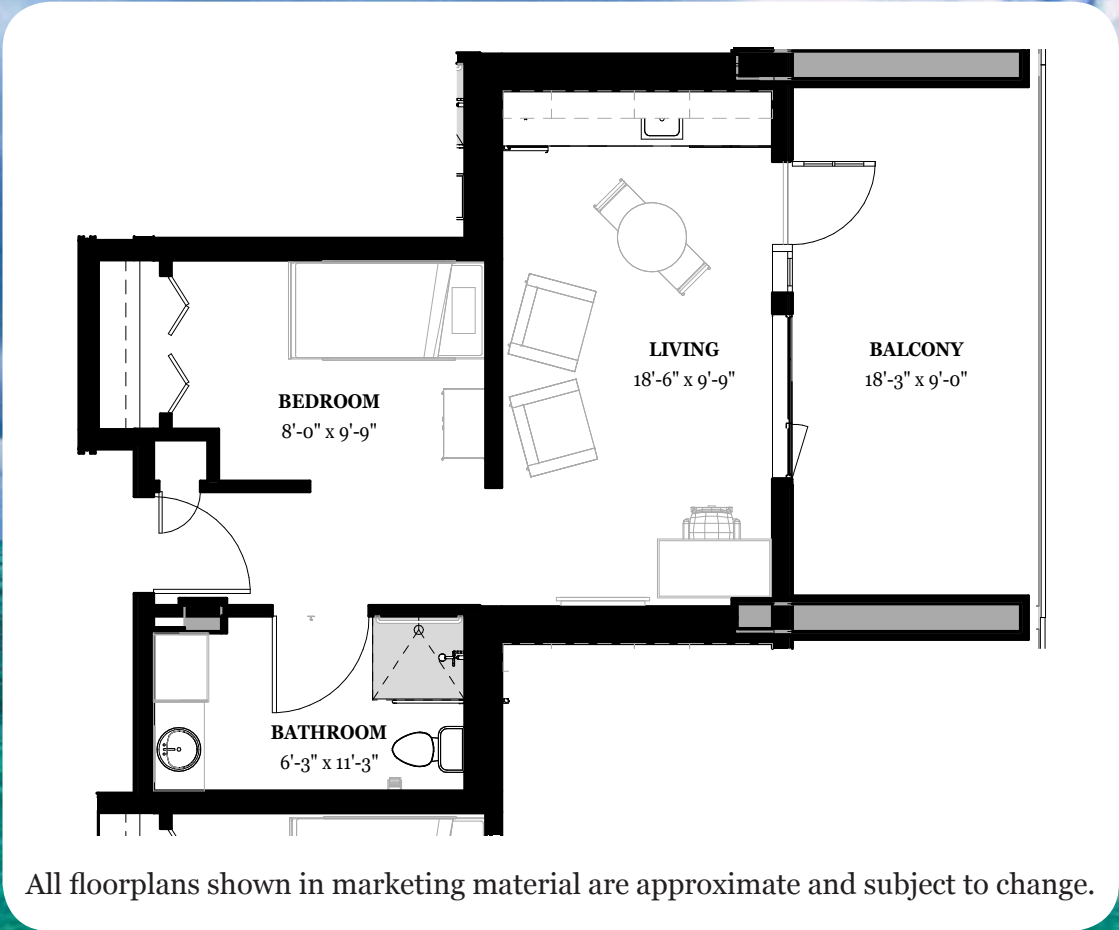 LIVING
18'-6" x 9'-9"
BALCONY
18'-3" x 9'-0"
BEDROOM
8'-0" x 9'-9"
BATHROOM
6'-3" x 11'-3"
All floorplans shown in marketing material are approximate and subject to change.